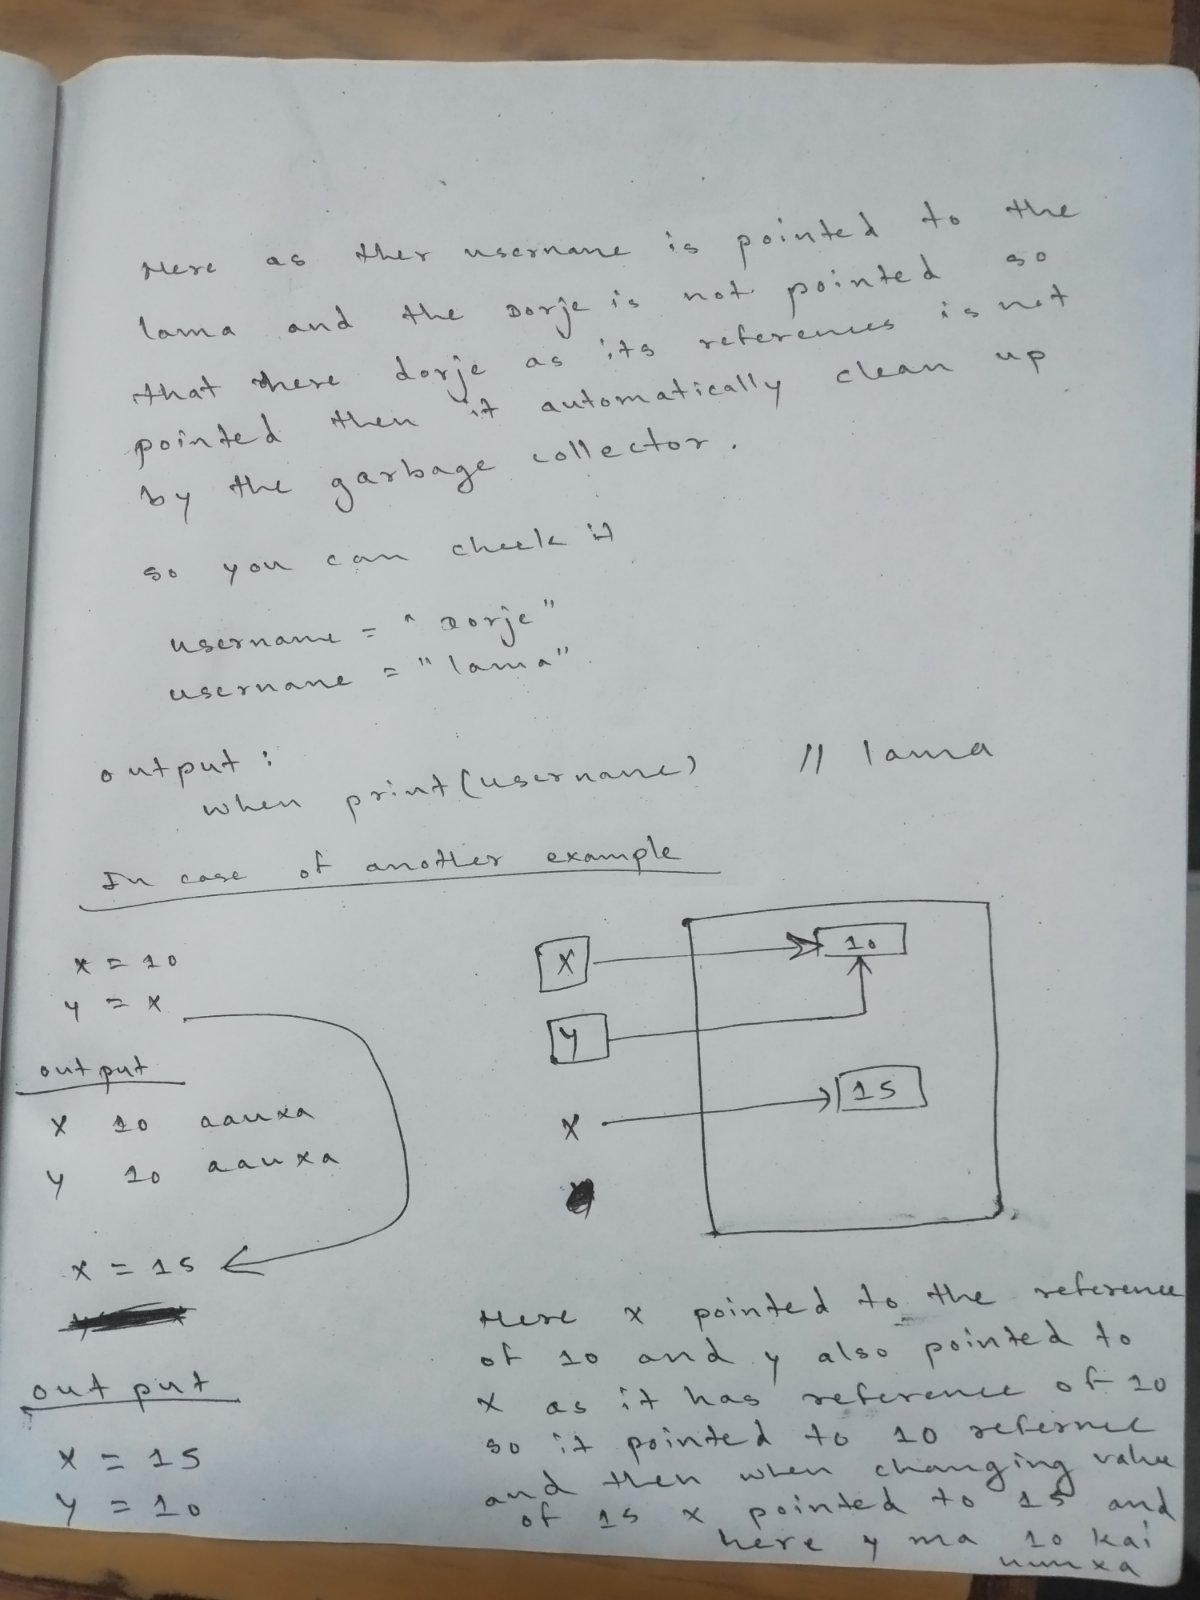 Here as ther username is pointed to the
lama and the Dorje is not pointed so
that there dorje as its references is not
pointed then it automatically clean up
by the garbage collector.
so you can check it
username = "Dorje"
username = "lama"
output :
when print(username) // lama
In case of another example
x = 10
y = x
output
x 10 aauxa
y 10 aauxa
x = 15
output
x = 15
y = 10
X
10
y
x
15
Here x pointed to the reference
of 10 and y also pointed to
x as it has reference of 10
so it pointed to 10 refernce
and then when changing value
of 15 x pointed to 15 and
here y ma 10 kai
hunxa